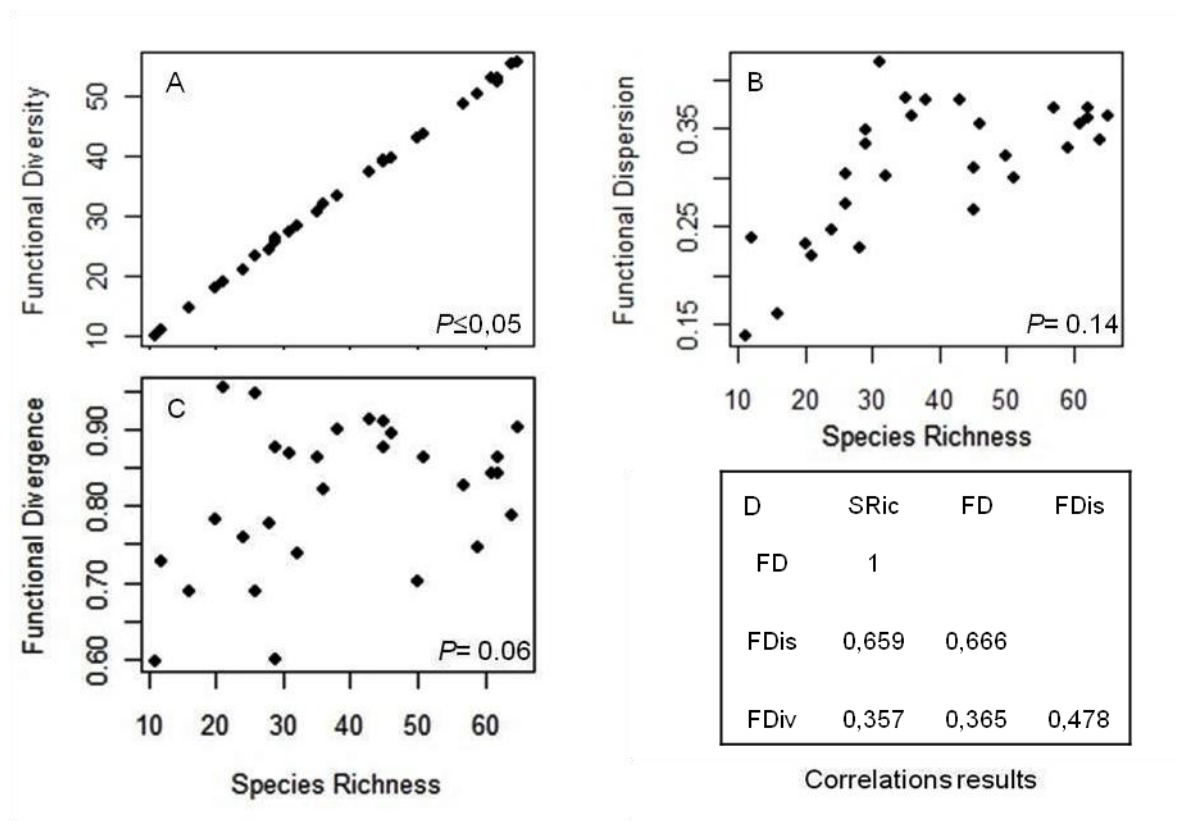 A
Functional Diversity
50
40
30
20
10
P≤0,05
B
Functional Dispersion
0.35
0.25
0.15
P= 0.14
10 20 30 40 50 60
Species Richness
C
Functional Divergence
0.90
0.80
0.70
0.60
P= 0.06
10 20 30 40 50 60
Species Richness
D SRic FD FDis
FD 1
FDis 0,659 0,666
FDiv 0,357 0,365 0,478
Correlations results